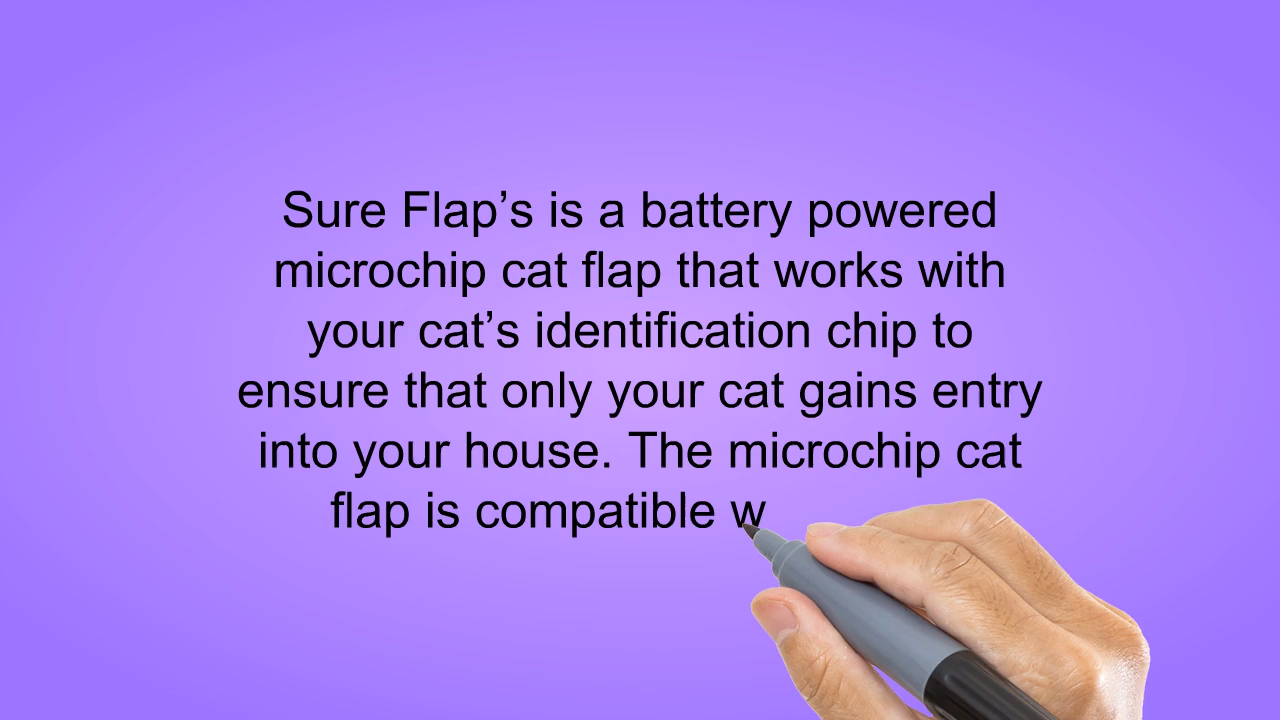 Sure Flap’s is a battery powered
microchip cat flap that works with
your cat’s identification chip to
ensure that only your cat gains entry
into your house. The microchip cat
flap is compatible w